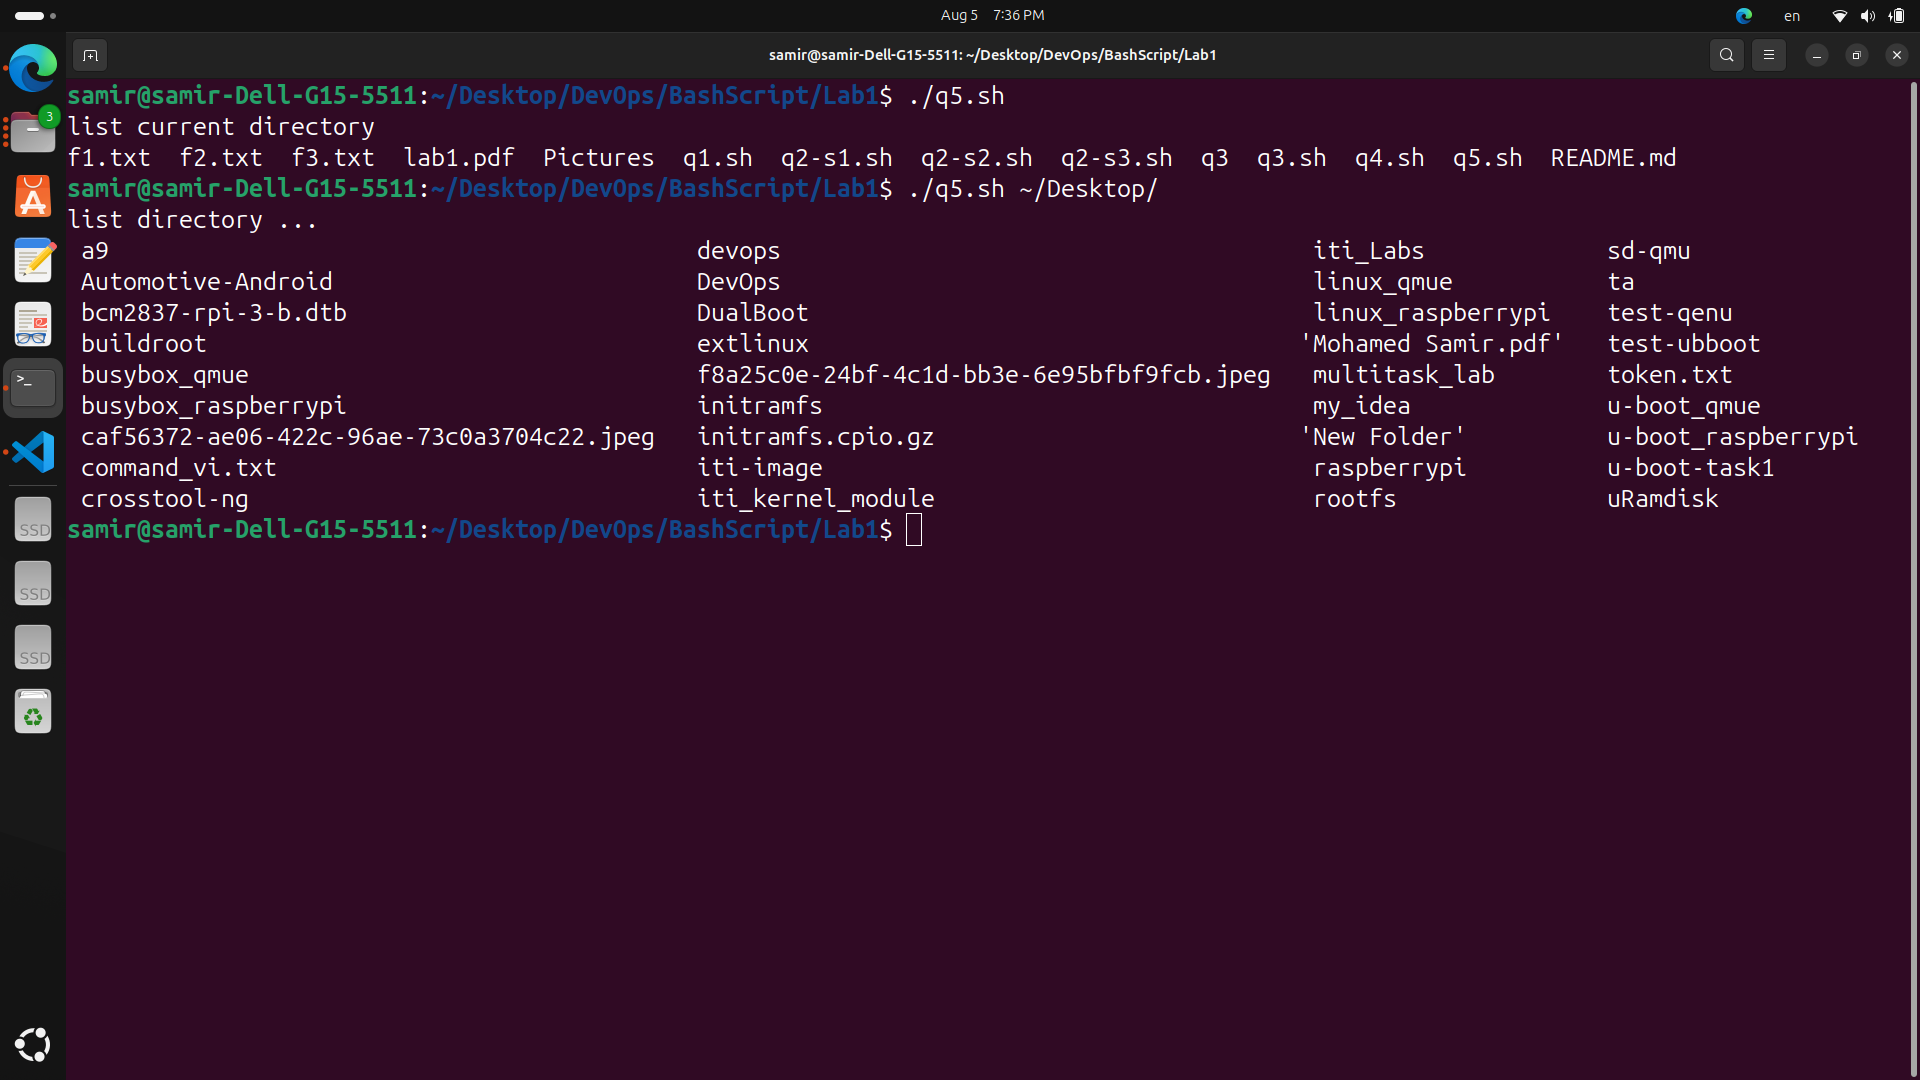 Aug 5 7:36 PM
en
samir@samir-Dell-G15-5511: ~/Desktop/DevOps/BashScript/Lab1
3
samir@samir-Dell-G15-5511:~/Desktop/DevOps/BashScript/Lab1$ ./q5.sh
list current directory
f1.txt f2.txt f3.txt lab1.pdf Pictures q1.sh q2-s1.sh q2-s2.sh q2-s3.sh q3 q3.sh q4.sh q5.sh README.md
samir@samir-Dell-G15-5511:~/Desktop/DevOps/BashScript/Lab1$ ./q5.sh ~/Desktop/
list directory ...
a9 devops iti_Labs sd-qmu
Automotive-Android DevOps linux_qmue ta
bcm2837-rpi-3-b.dtb DualBoot linux_raspberrypi test-qenu
buildroot extlinux 'Mohamed Samir.pdf' test-ubboot
busybox_qmue f8a25c0e-24bf-4c1d-bb3e-6e95bfbf9fcb.jpeg multitask_lab token.txt
busybox_raspberrypi initramfs my_idea u-boot_qmue
caf56372-ae06-422c-96ae-73c0a3704c22.jpeg initramfs.cpio.gz 'New Folder' u-boot_raspberrypi
command_vi.txt iti-image raspberrypi u-boot-task1
crosstool-ng iti_kernel_module rootfs uRamdisk
samir@samir-Dell-G15-5511:~/Desktop/DevOps/BashScript/Lab1$
SSD
SSD
SSD